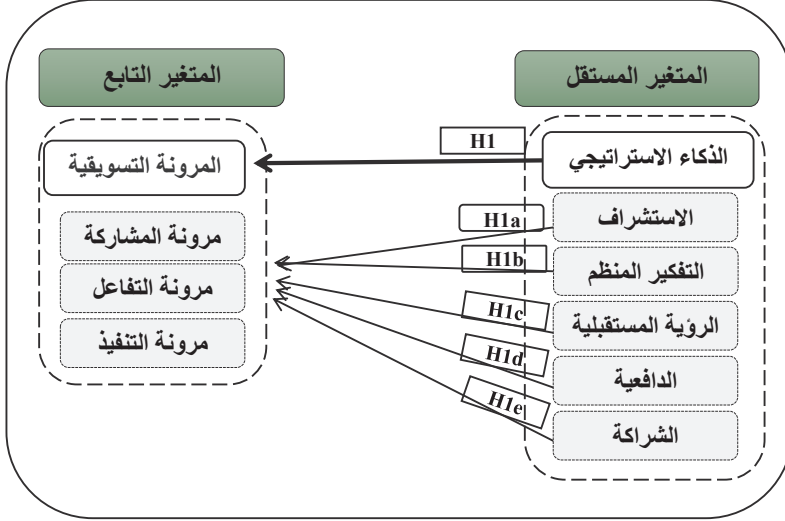 المتغير المستقل
المتغير التابع
H1
الذكاء الاستراتيجي
المرونة التسويقية
الاستشراف
H1a
مرونة المشاركة
التفكير المنظم
H1b
مرونة التفاعل
الرؤية المستقبلية
H1c
مرونة التنفيذ
الدافعية
H1d
الشراكة
H1e